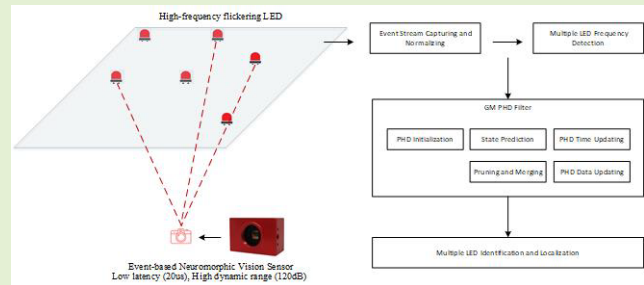 High-frequency flickering LED
Event Stream Capturing and
Normalizing
Multiple LED Frequency
Detection
GM PHD Filter
PHD Initialization
State Prediction
PHD Time Updating
Pruning and Merging
PHD Data Updating
Event-based Neuromorphic Vision Sensor
Low latency (20us), High dynamic range (120dB)
Multiple LED Identification and Localization